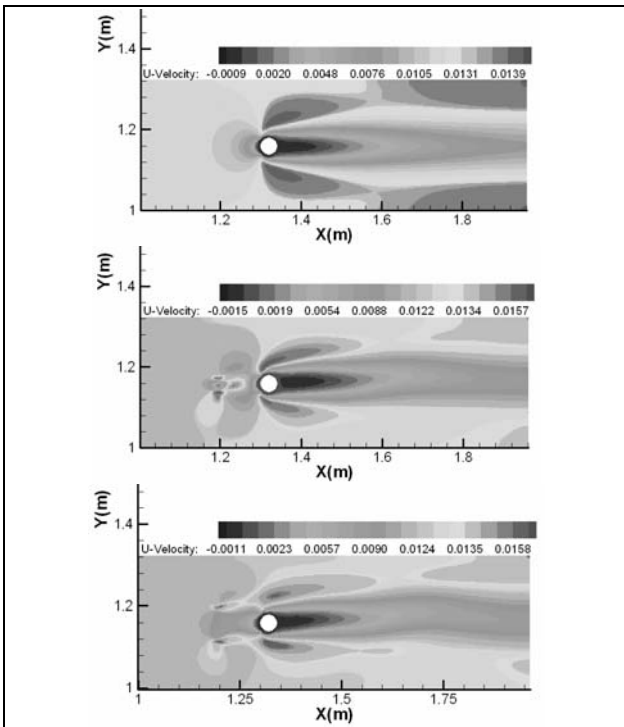 Y(m)
1.4
U-Velocity: -0.0009 0.0020 0.0048 0.0076 0.0105 0.0131 0.0139
1.2
1
1.2 1.4 1.6 1.8
X(m)
Y(m)
1.4
U-Velocity: -0.0015 0.0019 0.0054 0.0088 0.0122 0.0134 0.0157
1.2
1
1.2 1.4 1.6 1.8
X(m)
Y(m)
1.4
U-Velocity: -0.0011 0.0023 0.0057 0.0090 0.0124 0.0135 0.0158
1.2
1
1 1.25 1.5 1.75
X(m)